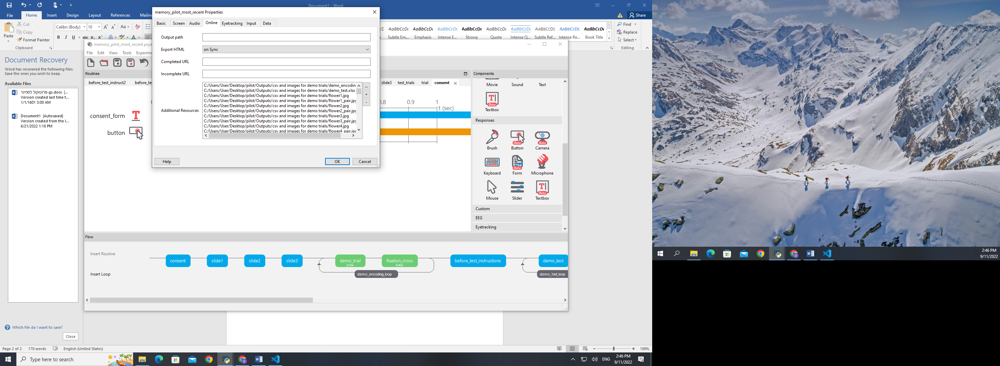 Document1 - Word
File Home Insert Design Layout References Mailin
Share
Paste
Cut
Copy
Format Painter
Clipboard
Calibri (Body) 10
Subtle Em...
Emphasis
Intense E...
Strong
Quote
Intense Q...
Subtle Ref...
Intense Re...
Book Title
Find
Replace
Select
Editing
Document Recovery
Word has recovered the following files.
Save the ones you wish to keep.
Available Files
פרוטוקול לסמינר-gs.docx [...
Version created last time t...
1/1/1601 3:00 AM
Document1 [Autosaved]
Version created from the l...
6/21/2022 1:18 PM
Which file do I want to save?
Close
Page 2 of 2 170 words English (United States)
100%
memory_pilot_most_recent.psye
File Edit View Tools Experime
Routines
before_test_instruct2 before_tes
slide3 test_trials trial consent
consent_form
button
0.8 0.9 1
t (sec)
memory_pilot_most_recent Properties
Basic Screen Audio Online Eyetracking Input Data
Output path
Export HTML on Sync
Completed URL
Incomplete URL
Additional Resources
C:/Users/User/Desktop/pilot/Outputs/csv and images for demo trials/demo_encodin
C:/Users/User/Desktop/pilot/Outputs/csv and images for demo trials/demo_test.xlsx
C:/Users/User/Desktop/pilot/Outputs/csv and images for demo trials/flower1.jpg
C:/Users/User/Desktop/pilot/Outputs/csv and images for demo trials/flower1_pair.jpg
C:/Users/User/Desktop/pilot/Outputs/csv and images for demo trials/flower2.jpg
C:/Users/User/Desktop/pilot/Outputs/csv and images for demo trials/flower2_pair.jpg
C:/Users/User/Desktop/pilot/Outputs/csv and images for demo trials/flower3.jpg
C:/Users/User/Desktop/pilot/Outputs/csv and images for demo trials/flower3_pair.jpg
C:/Users/User/Desktop/pilot/Outputs/csv and images for demo trials/flower4.jpg
C:/Users/User/Desktop/pilot/Outputs/csv and images for demo trials/flower4_pair.jpg
...
+
-
Help OK Cancel
Components
Movie Sound Text
Beta
Textbox
Responses
Brush Button Camera
Keyboard Form Microphone
Mouse Slider Textbox
Custom
EEG
Eyetracking
Flow
Insert Routine
Insert Loop
consent slide1 slide2 slide3 demo_trial fixation_cross before_test_instructions demo_test
(3.00s) (0.80s)
demo_encoding_loop demo_test_loop
Type here to search
ENG
2:46 PM
9/11/2022
2:46 PM
9/11/2022